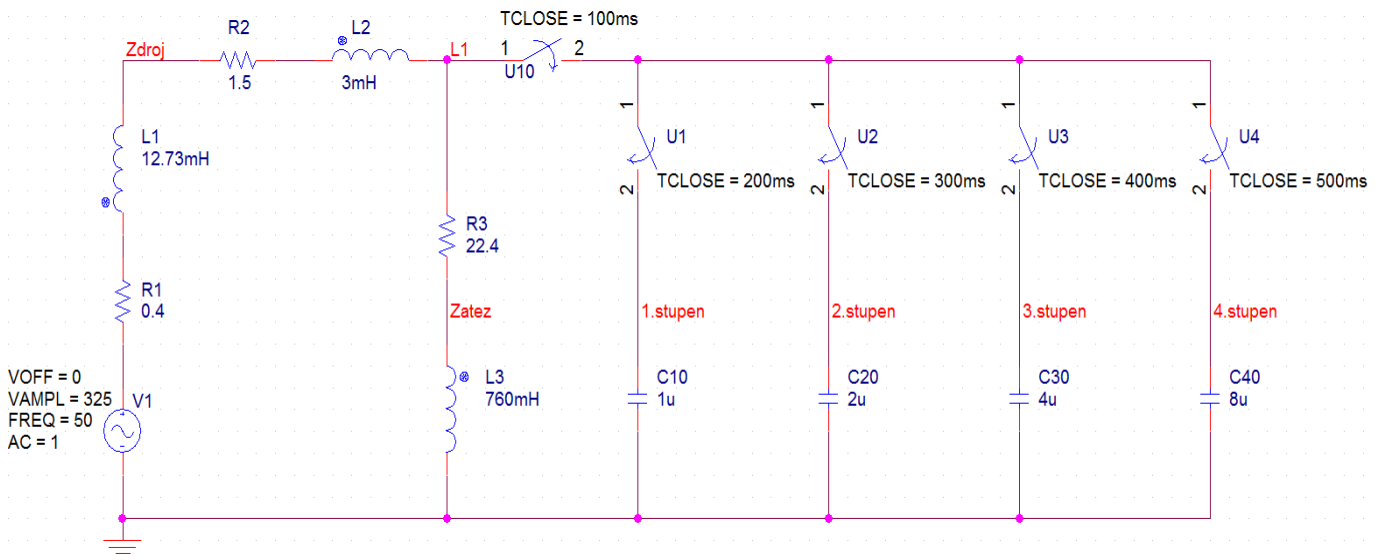 TCLOSE = 100ms
R2
L2
Zdroj
L1
1
2
U10
1.5
3mH
1
1
1
1
L1
12.73mH
U1
U2
U3
U4
2
TCLOSE = 200ms
2
TCLOSE = 300ms
2
TCLOSE = 400ms
2
TCLOSE = 500ms
R3
22.4
R1
0.4
Zatez
1.stupen
2.stupen
3.stupen
4.stupen
VOFF = 0
VAMPL = 325
FREQ = 50
AC = 1
V1
L3
760mH
C10
1u
C20
2u
C30
4u
C40
8u